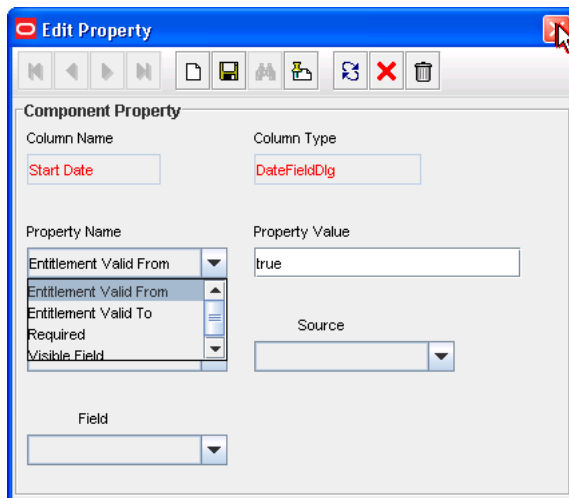 Edit Property
Component Property
Column Name
Column Type
Start Date
DateFieldDlg
Property Name
Property Value
Entitlement Valid From
true
Entitlement Valid From
Entitlement Valid To
Required
Visible Field
Source
Field